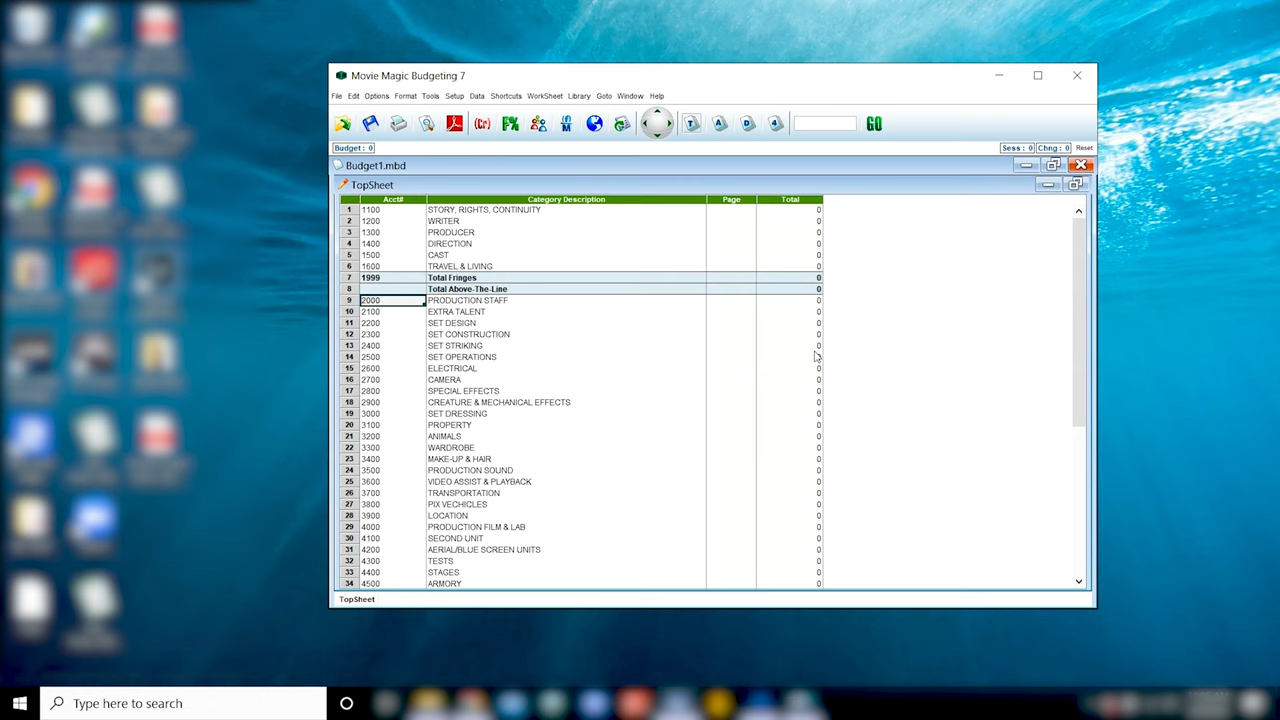 Movie Magic Budgeting 7
File Edit Options Format Tools Setup Data Shortcuts WorkSheet Library Goto Window Help
(Cr) F% M T A D 4 GO
Budget : 0 Sess : 0 Chng : 0 Reset
Budget1.mbd
TopSheet
Acct# Category Description Page Total
1 1100 STORY, RIGHTS, CONTINUITY 0
2 1200 WRITER 0
3 1300 PRODUCER 0
4 1400 DIRECTION 0
5 1500 CAST 0
6 1600 TRAVEL & LIVING 0
7 1999 Total Fringes 0
8 Total Above-The-Line 0
9 2000 PRODUCTION STAFF 0
10 2100 EXTRA TALENT 0
11 2200 SET DESIGN 0
12 2300 SET CONSTRUCTION 0
13 2400 SET STRIKING 0
14 2500 SET OPERATIONS
15 2600 ELECTRICAL 0
16 2700 CAMERA 0
17 2800 SPECIAL EFFECTS 0
18 2900 CREATURE & MECHANICAL EFFECTS 0
19 3000 SET DRESSING 0
20 3100 PROPERTY 0
21 3200 ANIMALS 0
22 3300 WARDROBE 0
23 3400 MAKE-UP & HAIR 0
24 3500 PRODUCTION SOUND 0
25 3600 VIDEO ASSIST & PLAYBACK 0
26 3700 TRANSPORTATION 0
27 3800 PIX VECHICLES 0
28 3900 LOCATION 0
29 4000 PRODUCTION FILM & LAB 0
30 4100 SECOND UNIT 0
31 4200 AERIAL/BLUE SCREEN UNITS 0
32 4300 TESTS 0
33 4400 STAGES 0
34 4500 ARMORY 0
TopSheet
Type here to search